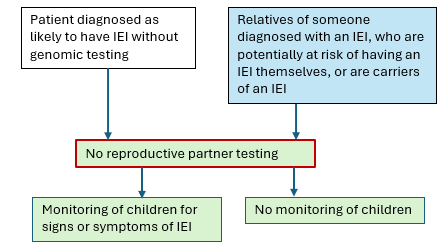 Patient diagnosed as
likely to have IEI without
genomic testing
Relatives of someone
diagnosed with an IEI, who are
potentially at risk of having an
IEI themselves, or are carriers
of an IEI
No reproductive partner testing
Monitoring of children for
signs or symptoms of IEI
No monitoring of children